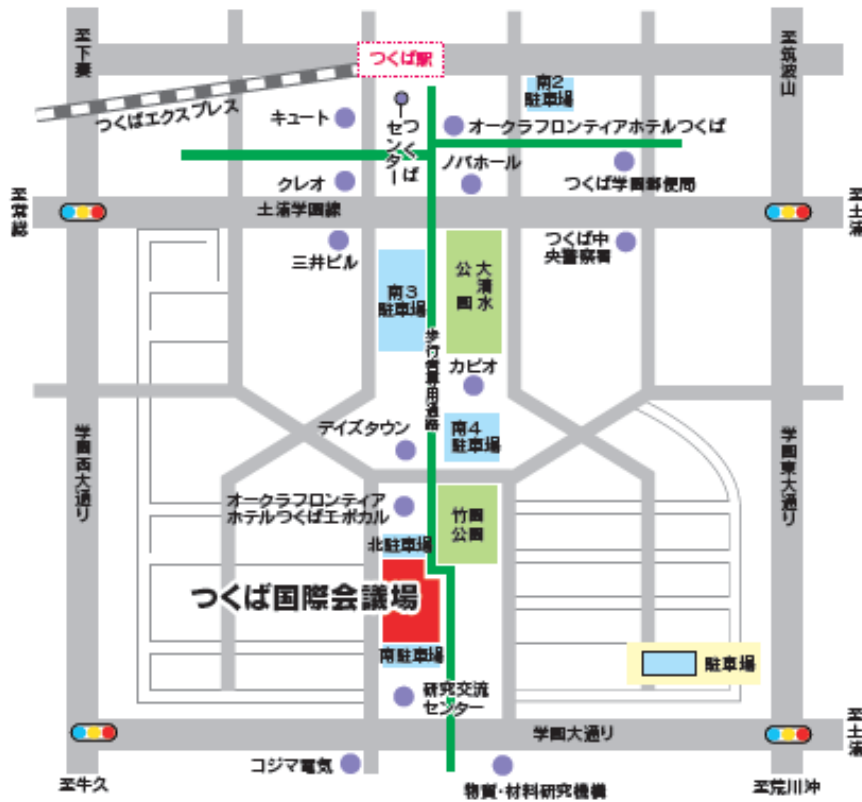 至下妻
つくば駅
至筑波山
つくばエクスプレス
南2
駐車場
キュート
つくば
センター
オークラフロンティアホテルつくば
クレオ
ノバホール
つくば学園郵便局
至常総
土浦学園線
至土浦
三井ビル
つくば中
央警察署
大清水
公園
南3
駐車場
歩行者専用通路
カピオ
デイズタウン
南4
駐車場
学園西大通り
学園東大通り
オークラフロンティア
ホテルつくばエポカル
竹園
公園
北駐車場
つくば国際会議場
南駐車場
駐車場
研究交流
センター
学園大通り
至土浦
コジマ電気
至牛久
物質・材料研究機構
至荒川沖